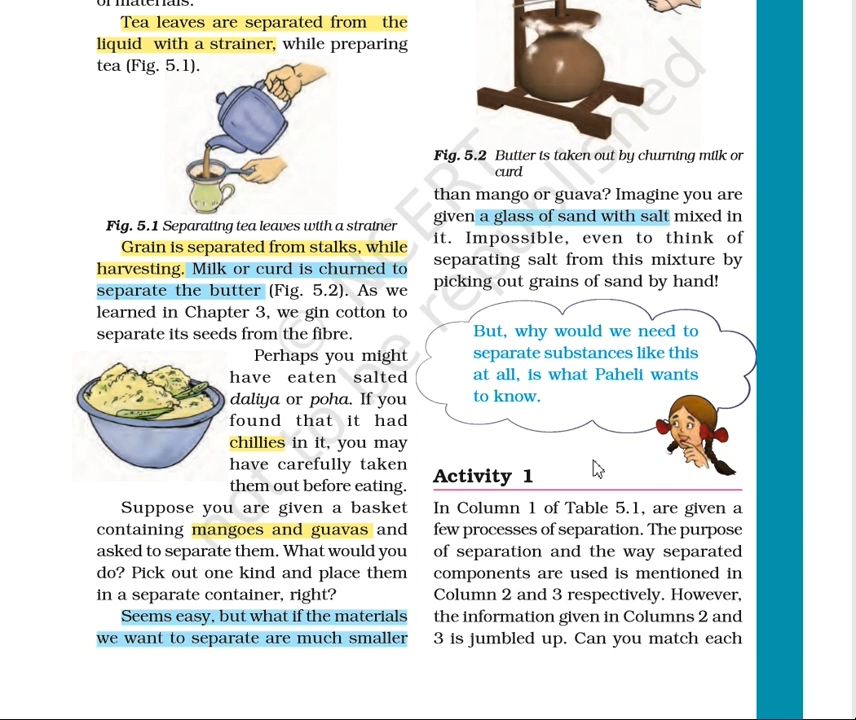 of materials.
Tea leaves are separated from the
liquid with a strainer, while preparing
tea (Fig. 5.1).
Fig. 5.1 Separating tea leaves with a strainer
Grain is separated from stalks, while
harvesting. Milk or curd is churned to
separate the butter (Fig. 5.2). As we
learned in Chapter 3, we gin cotton to
separate its seeds from the fibre.
Perhaps you might
have eaten salted
daliya or poha. If you
found that it had
chillies in it, you may
have carefully taken
them out before eating.
Suppose you are given a basket
containing mangoes and guavas and
asked to separate them. What would you
do? Pick out one kind and place them
in a separate container, right?
Seems easy, but what if the materials
we want to separate are much smaller
Fig. 5.2 Butter is taken out by churning milk or
curd
than mango or guava? Imagine you are
given a glass of sand with salt mixed in
it. Impossible, even to think of
separating salt from this mixture by
picking out grains of sand by hand!
But, why would we need to
separate substances like this
at all, is what Paheli wants
to know.
Activity 1
In Column 1 of Table 5.1, are given a
few processes of separation. The purpose
of separation and the way separated
components are used is mentioned in
Column 2 and 3 respectively. However,
the information given in Columns 2 and
3 is jumbled up. Can you match each
© NCERT
not to be republished